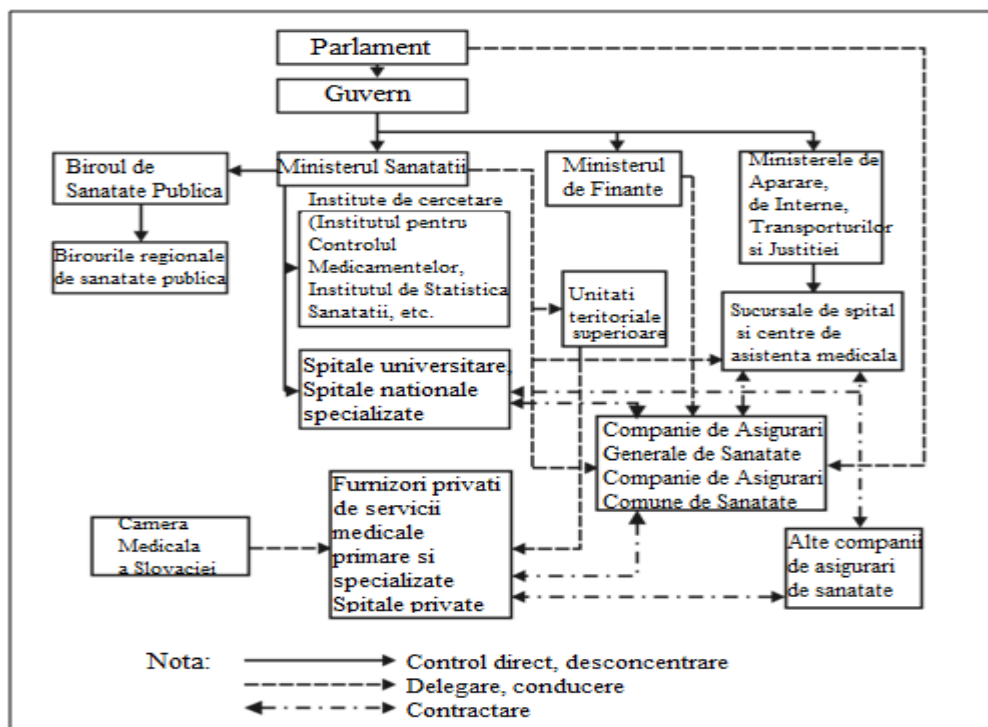 Parlament
Guvern
Biroul de
Sanatate Publica
Ministerul Sanatatii
Ministerul
de Finante
Ministerele de
Aparare,
de Interne,
Transporturilor
si Justitiei
Birourile regionale
de sanatate publica
Institute de cercetare
(Institutul pentru
Controlul
Medicamentelor,
Institutul de Statistica
Sanatatii, etc.
Unitati
teritoriale
superioare
Sucursale de spital
si centre de
asistenta medicala
Spitale universitare,
Spitale nationale
specializate
Companie de Asigurari
Generale de Sanatate
Companie de Asigurari
Comune de Sanatate
Camera
Medicala
a Slovaciei
Furnizori privati
de servicii
medicale
primare si
specializate
Spitale private
Alte companii
de asigurari
de sanatate
Nota:
Control direct, desconcentrare
Delegare, conducere
Contractare